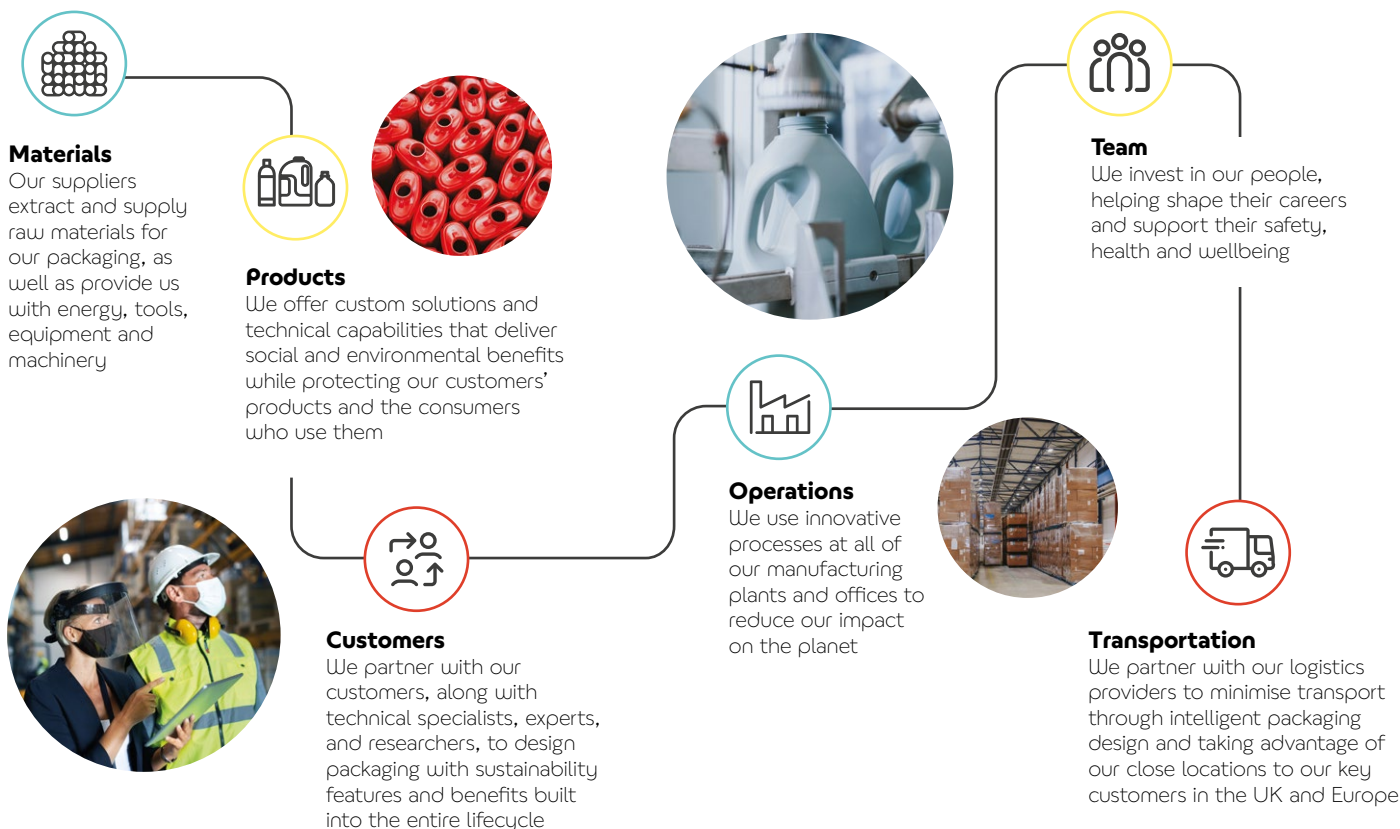 Materials
Our suppliers
extract and supply
raw materials for
our packaging, as
well as provide us
with energy, tools,
equipment and
machinery
Products
We offer custom solutions and
technical capabilities that deliver
social and environmental benefits
while protecting our customers’
products and the consumers
who use them
Customers
We partner with our
customers, along with
technical specialists, experts,
and researchers, to design
packaging with sustainability
features and benefits built
into the entire lifecycle
Operations
We use innovative
processes at all of
our manufacturing
plants and offices to
reduce our impact
on the planet
Team
We invest in our people,
helping shape their careers
and support their safety,
health and wellbeing
Transportation
We partner with our logistics
providers to minimise transport
through intelligent packaging
design and taking advantage of
our close locations to our key
customers in the UK and Europe